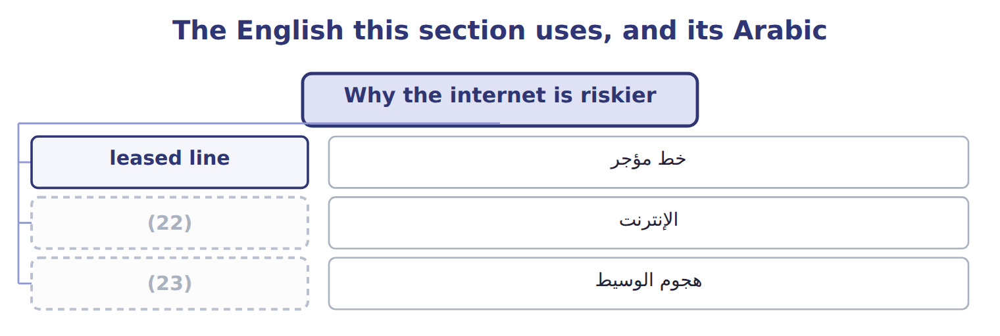 The English this section uses, and its Arabic
Why the internet is riskier
leased line
خط مؤجر
(22)
الإنترنت
(23)
هجوم الوسيط